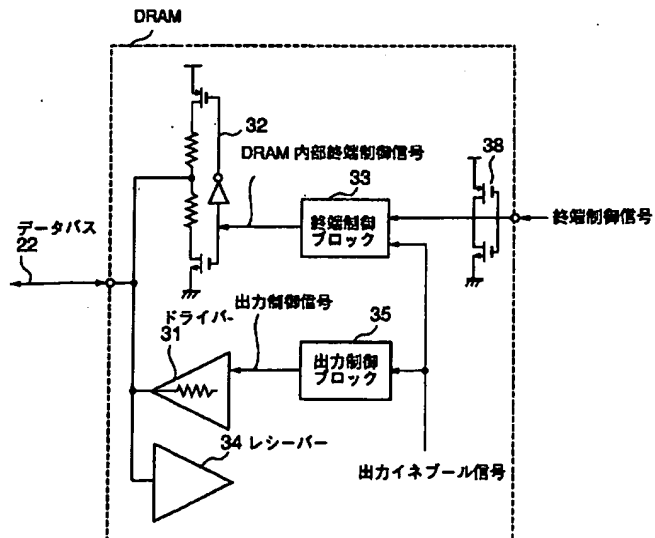 DRAM
32
38
DRAM 内部終端制御信号
33
終端制御
ブロック
終端制御信号
データバス
22
ドライバー
31
出力制御信号
35
出力制御
ブロック
34 レシーバー
出力イネブール信号